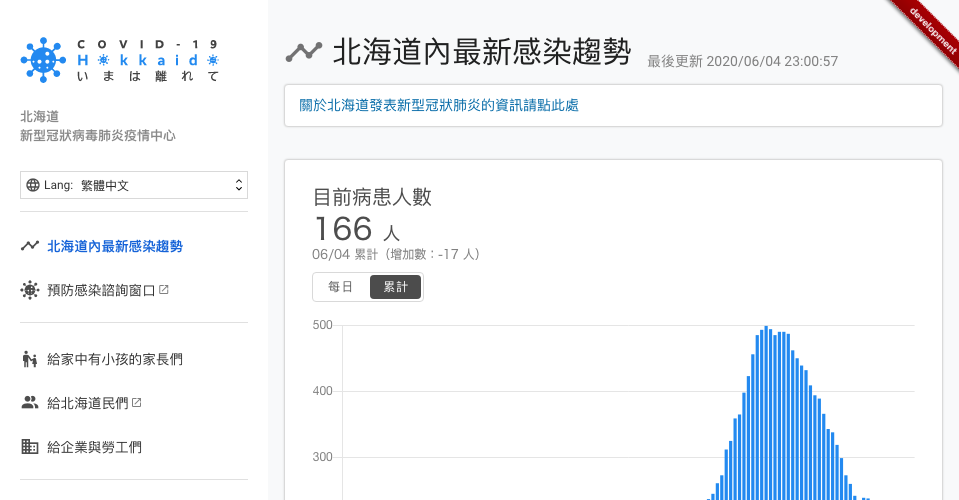 COVID-19
Hokkaido
いまは離れて
北海道
新型冠狀病毒肺炎疫情中心
Lang: 繁體中文
北海道內最新感染趨勢
預防感染諮詢窗口
給家中有小孩的家長們
給北海道民們
給企業與勞工們
development
北海道內最新感染趨勢 最後更新 2020/06/04 23:00:57
關於北海道發表新型冠狀肺炎的資訊請點此處
目前病患人數
166 人
06/04 累計（增加數：-17 人）
每日 累計
500
400
300